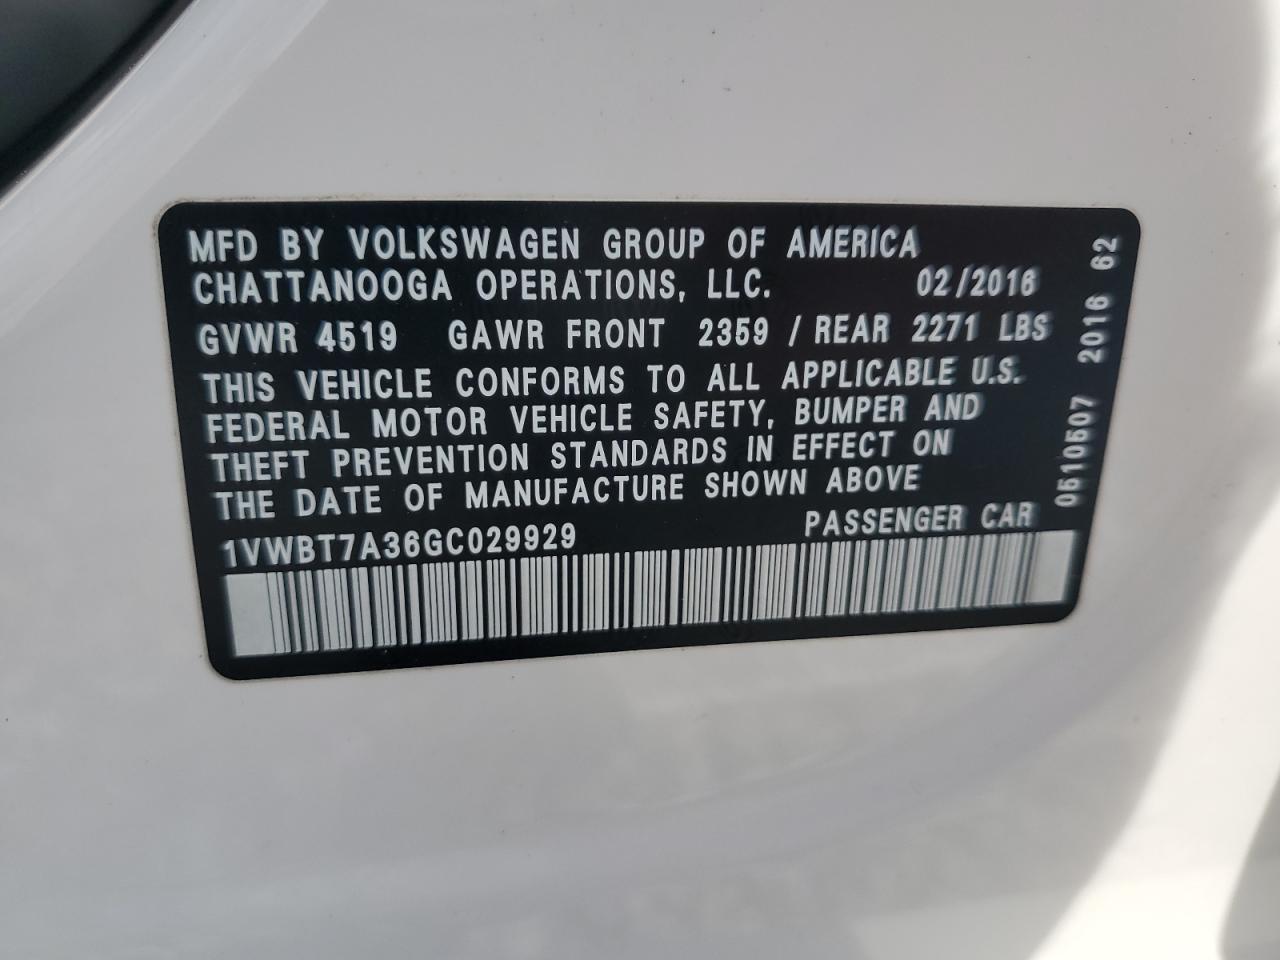 MFD BY VOLKSWAGEN GROUP OF AMERICA
CHATTANOOGA OPERATIONS, LLC. 02/2016
GVWR 4519 GAWR FRONT 2359 / REAR 2271 LBS
THIS VEHICLE CONFORMS TO ALL APPLICABLE U.S.
FEDERAL MOTOR VEHICLE SAFETY, BUMPER AND
THEFT PREVENTION STANDARDS IN EFFECT ON
THE DATE OF MANUFACTURE SHOWN ABOVE
1VWBT7A36GC029929 PASSENGER CAR
0510507 2016 62